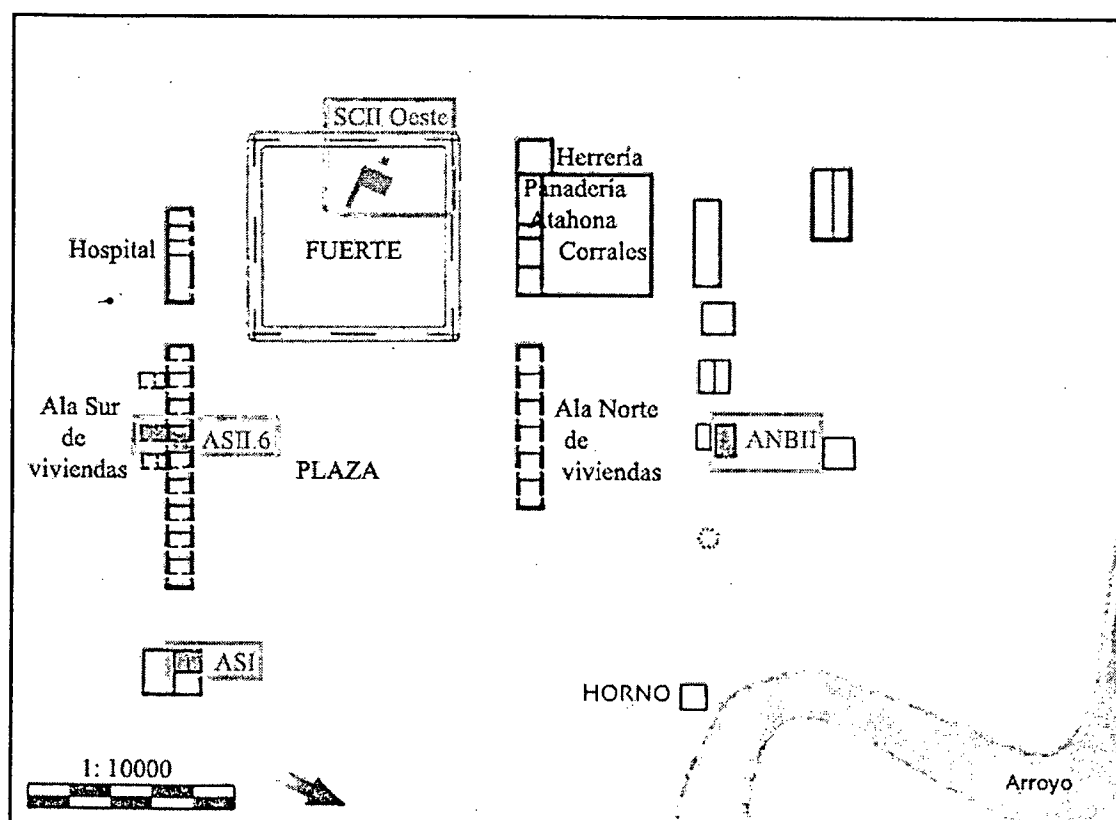 SCII Oeste
Herrería
Panadería
Atahona
Corrales
Hospital
FUERTE
Ala Sur
de
viviendas
ASII.6
PLAZA
Ala Norte
de
viviendas
ANBII
ASI
HORNO
1: 10000
Arroyo